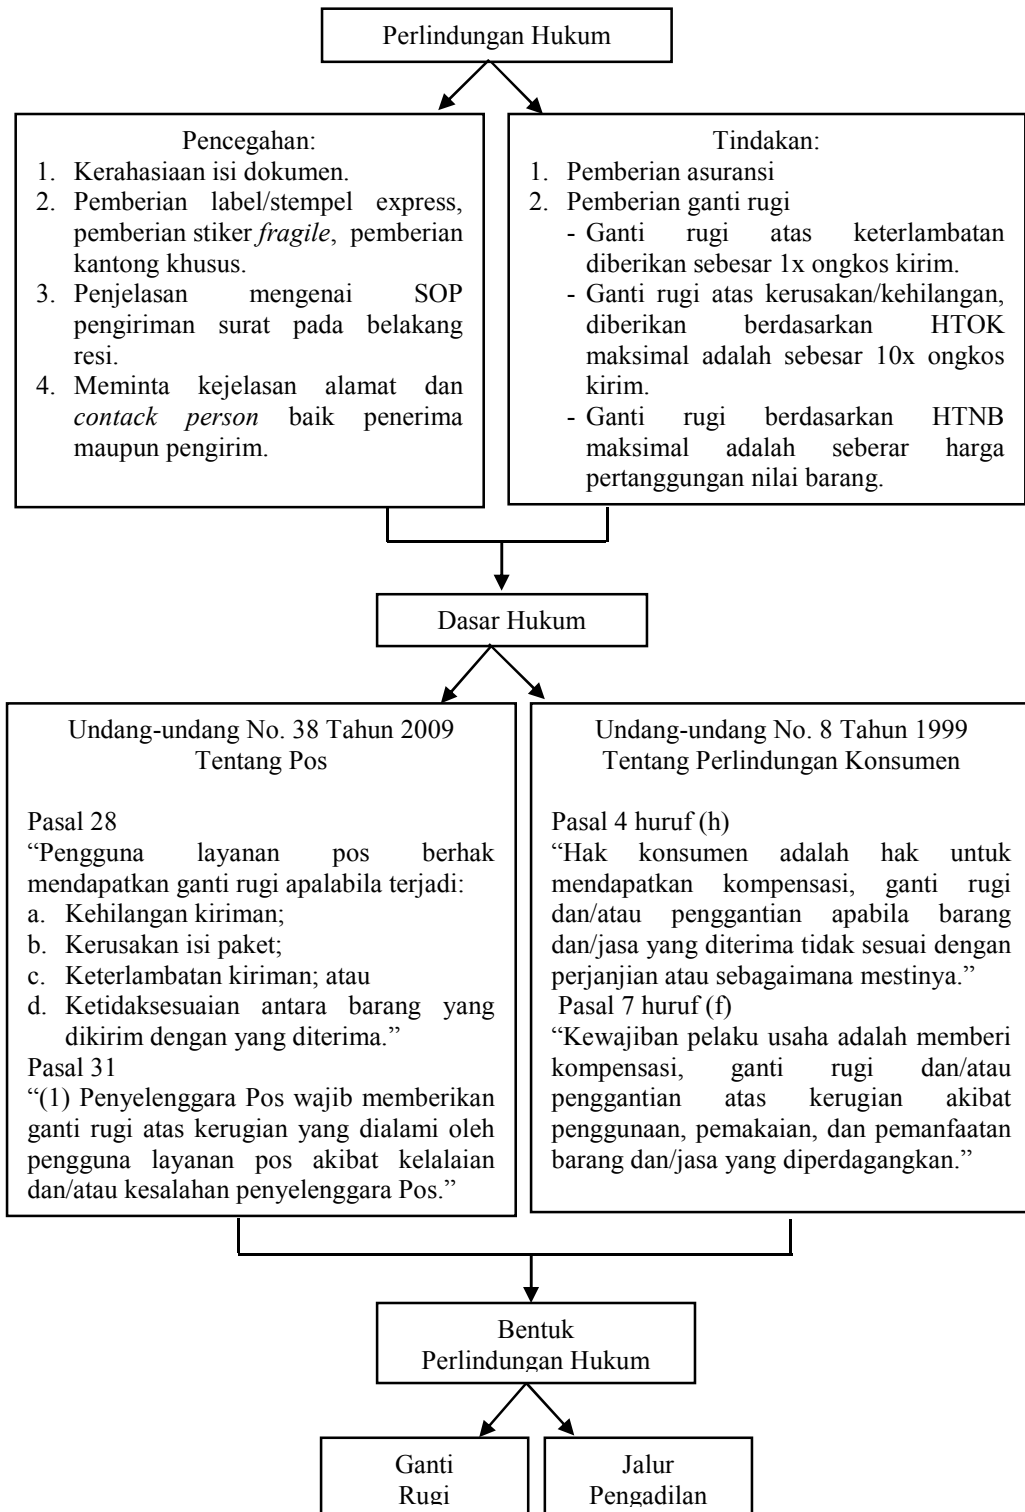 Perlindungan Hukum
Pencegahan:
1. Kerahasiaan isi dokumen.
2. Pemberian label/stempel express,
pemberian stiker fragile, pemberian
kantong khusus.
3. Penjelasan mengenai SOP
pengiriman surat pada belakang
resi.
4. Meminta kejelasan alamat dan
contack person baik penerima
maupun pengirim.
Tindakan:
1. Pemberian asuransi
2. Pemberian ganti rugi
- Ganti rugi atas keterlambatan
diberikan sebesar 1x ongkos kirim.
- Ganti rugi atas kerusakan/kehilangan,
diberikan berdasarkan HTOK
maksimal adalah sebesar 10x ongkos
kirim.
- Ganti rugi berdasarkan HTNB
maksimal adalah seberar harga
pertanggungan nilai barang.
Dasar Hukum
Undang-undang No. 38 Tahun 2009
Tentang Pos
Pasal 28
“Pengguna layanan pos berhak
mendapatkan ganti rugi apalabila terjadi:
a. Kehilangan kiriman;
b. Kerusakan isi paket;
c. Keterlambatan kiriman; atau
d. Ketidaksesuaian antara barang yang
dikirim dengan yang diterima.”
Pasal 31
“(1) Penyelenggara Pos wajib memberikan
ganti rugi atas kerugian yang dialami oleh
pengguna layanan pos akibat kelalaian
dan/atau kesalahan penyelenggara Pos.”
Undang-undang No. 8 Tahun 1999
Tentang Perlindungan Konsumen
Pasal 4 huruf (h)
“Hak konsumen adalah hak untuk
mendapatkan kompensasi, ganti rugi
dan/atau penggantian apabila barang
dan/jasa yang diterima tidak sesuai dengan
perjanjian atau sebagaimana mestinya.”
Pasal 7 huruf (f)
“Kewajiban pelaku usaha adalah memberi
kompensasi, ganti rugi dan/atau
penggantian atas kerugian akibat
penggunaan, pemakaian, dan pemanfaatan
barang dan/jasa yang diperdagangkan.”
Bentuk
Perlindungan Hukum
Ganti
Rugi
Jalur
Pengadilan